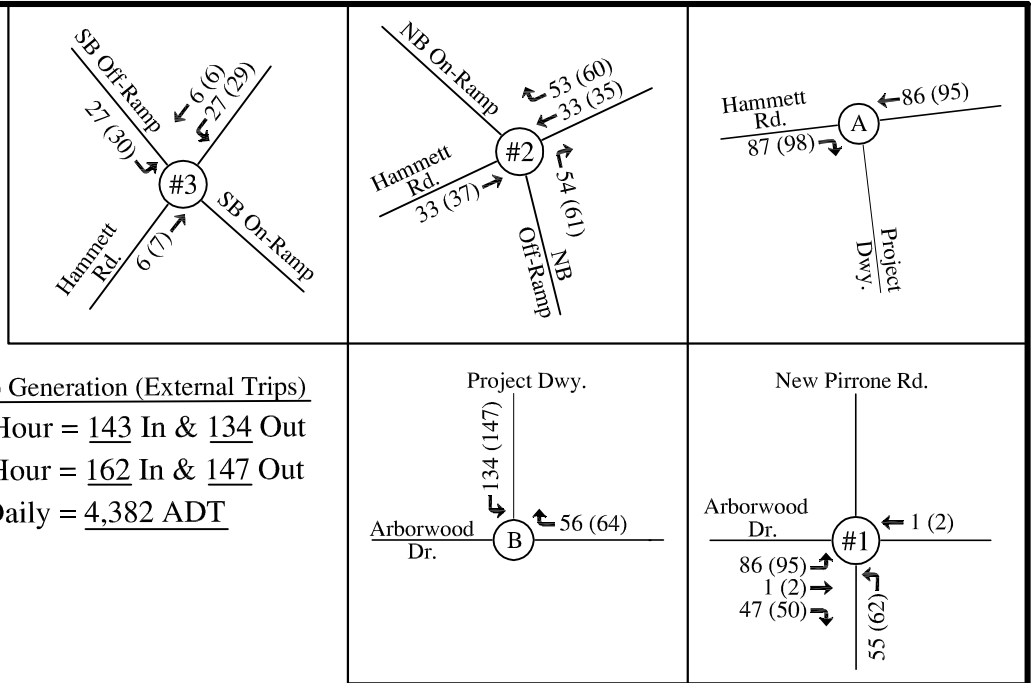 SB Off-Ramp
6 (6)
27 (29)
27 (30)
#3
SB On-Ramp
Hammett
Rd.
6 (7)
NB On-Ramp
53 (60)
33 (35)
#2
Hammett
Rd.
33 (37)
54 (61)
NB
Off-Ramp
Hammett
Rd.
86 (95)
A
87 (98)
Project
Dwy.
Generation (External Trips)
Hour = 143 In & 134 Out
Hour = 162 In & 147 Out
Daily = 4,382 ADT
Project Dwy.
134 (147)
Arborwood
Dr.
B
56 (64)
New Pirrone Rd.
Arborwood
Dr.
#1
1 (2)
86 (95)
1 (2)
47 (50)
55 (62)